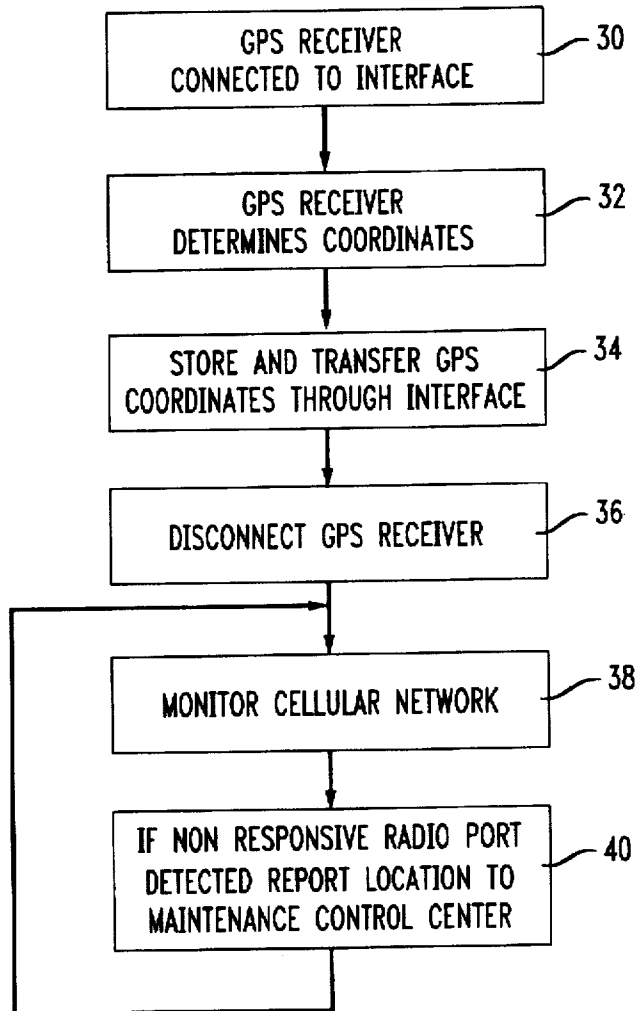 GPS RECEIVER
CONNECTED TO INTERFACE
30
GPS RECEIVER
DETERMINES COORDINATES
32
STORE AND TRANSFER GPS
COORDINATES THROUGH INTERFACE
34
DISCONNECT GPS RECEIVER
36
MONITOR CELLULAR NETWORK
38
IF NON RESPONSIVE RADIO PORT
DETECTED REPORT LOCATION TO
MAINTENANCE CONTROL CENTER
40